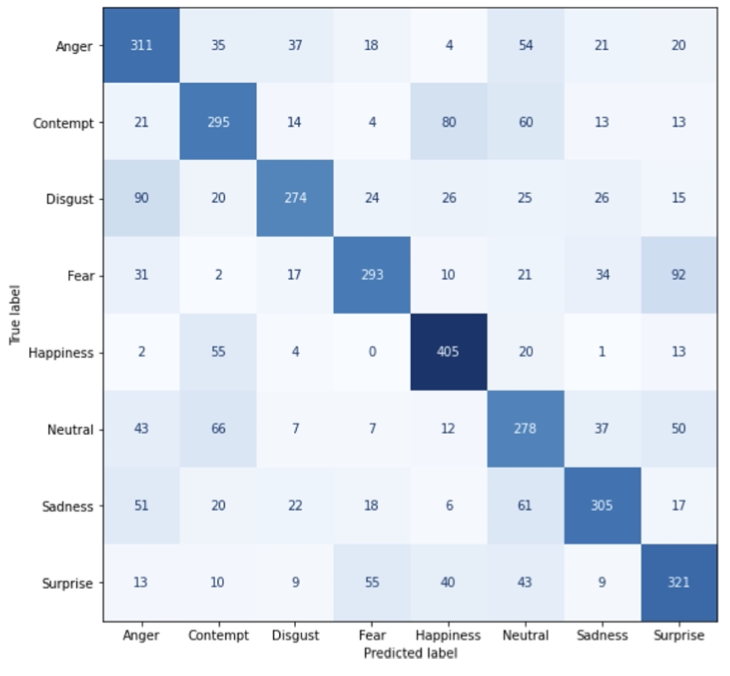 True label
Anger 311 35 37 18 4 54 21 20
Contempt 21 295 14 4 80 60 13 13
Disgust 90 20 274 24 26 25 26 15
Fear 31 2 17 293 10 21 34 92
Happiness 2 55 4 0 405 20 1 13
Neutral 43 66 7 7 12 278 37 50
Sadness 51 20 22 18 6 61 305 17
Surprise 13 10 9 55 40 43 9 321
Anger Contempt Disgust Fear Happiness Neutral Sadness Surprise
Predicted label